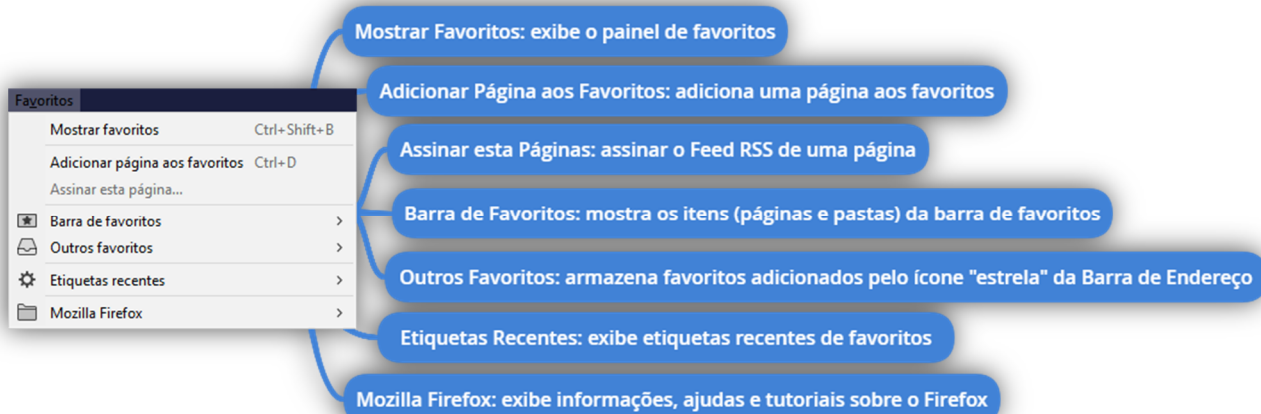 Mostrar Favoritos: exibe o painel de favoritos
Adicionar Página aos Favoritos: adiciona uma página aos favoritos
Favoritos
Mostrar favoritos Ctrl+Shift+B
Adicionar página aos favoritos Ctrl+D
Assinar esta página...
Barra de favoritos
Outros favoritos
Etiquetas recentes
Mozilla Firefox
Assinar esta Páginas: assinar o Feed RSS de uma página
Barra de Favoritos: mostra os itens (páginas e pastas) da barra de favoritos
Outros Favoritos: armazena favoritos adicionados pelo ícone "estrela" da Barra de Endereço
Etiquetas Recentes: exibe etiquetas recentes de favoritos
Mozilla Firefox: exibe informações, ajudas e tutoriais sobre o Firefox